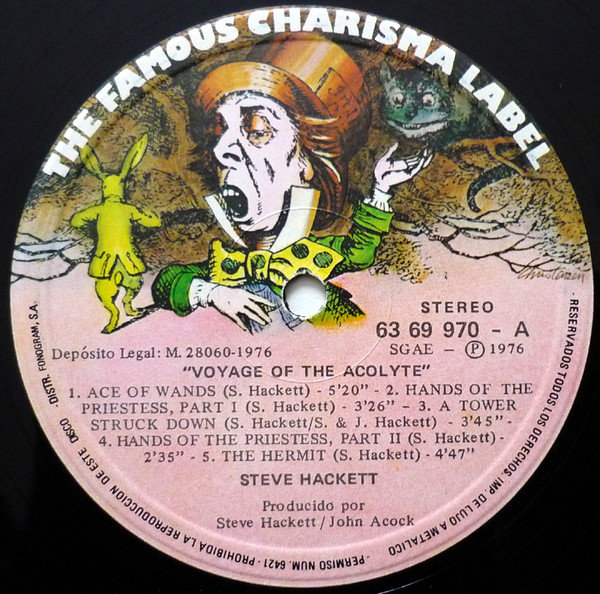 THE FAMOUS CHARISMA LABEL
Christensen
STEREO
63 69 970 - A
Depósito Legal: M. 28060-1976
SGAE - Ⓟ 1976
"VOYAGE OF THE ACOLYTE"
1. ACE OF WANDS (S. Hackett) - 5'20" - 2. HANDS OF THE
PRIESTESS, PART I (S. Hackett) - 3'26" - 3. A TOWER
STRUCK DOWN (S. Hackett/S. & J. Hackett) - 3'45" -
4. HANDS OF THE PRIESTESS, PART II (S. Hackett) -
2'35" - 5. THE HERMIT (S. Hackett) - 4'47"
STEVE HACKETT
Producido por
Steve Hackett/John Acock
- RESERVADOS TODOS LOS DERECHOS. IMP. DE LUJO A METALICO - PERMISO NUM. 6421 - PROHIBIDA LA REPRODUCCION DE ESTE DISCO - DISTR. FONOGRAM, S.A.